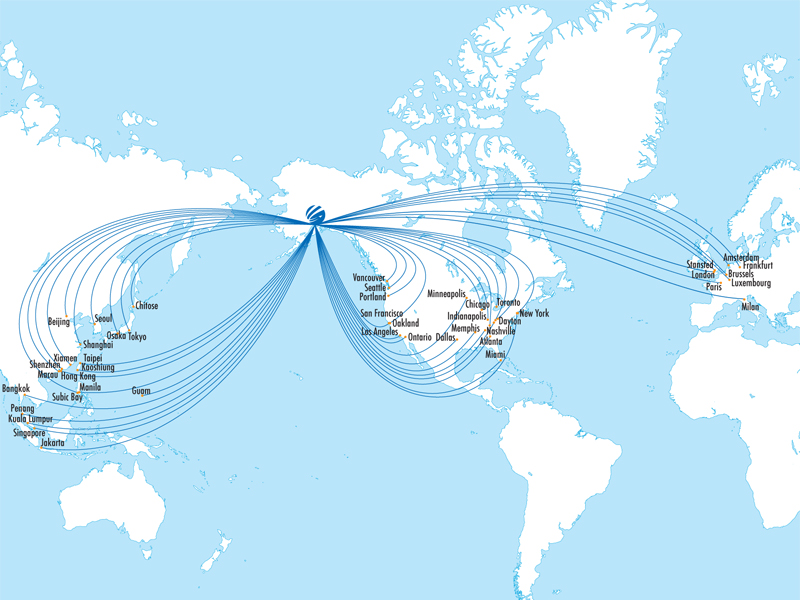 Chitose
Beijing
Seoul
Osaka Tokyo
Shanghai
Xiamen
Taipei
Shenzhen
Kaoshiung
Macau
Hong Kong
Bangkok
Manila
Subic Bay
Guam
Penang
Kuala Lumpur
Singapore
Jakarta
Vancouver
Seattle
Portland
San Francisco
Oakland
Los Angeles
Ontario
Dallas
Minneapolis
Chicago
Toronto
Indianapolis
New York
Dayton
Memphis
Nashville
Atlanta
Miami
Amsterdam
Stansted
Frankfurt
London
Brussels
Paris
Luxembourg
Milan